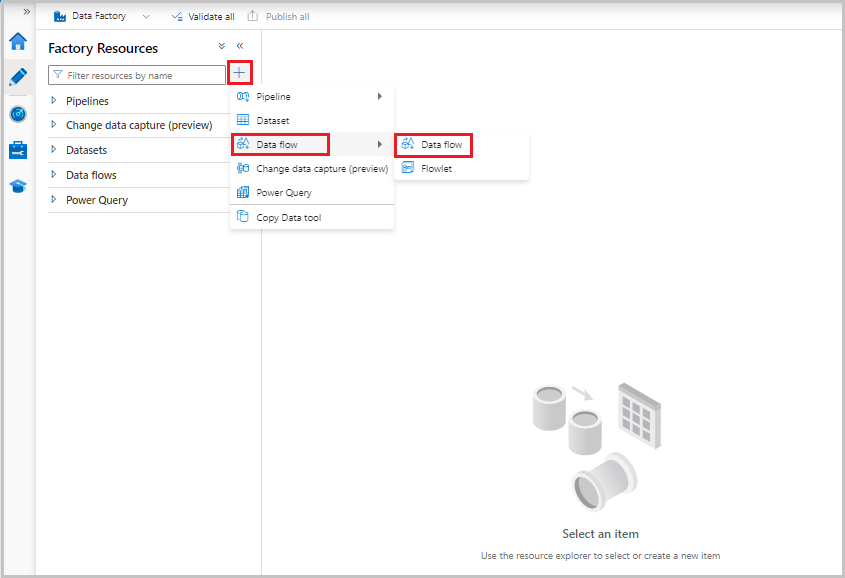 »
Data Factory
Validate all
Publish all
Factory Resources
«
Filter resources by name
+
Pipelines
Change data capture (preview)
Datasets
Data flows
Power Query
Pipeline
Dataset
Data flow
Change data capture (preview)
Power Query
Copy Data tool
Data flow
Flowlet
Select an item
Use the resource explorer to select or create a new item